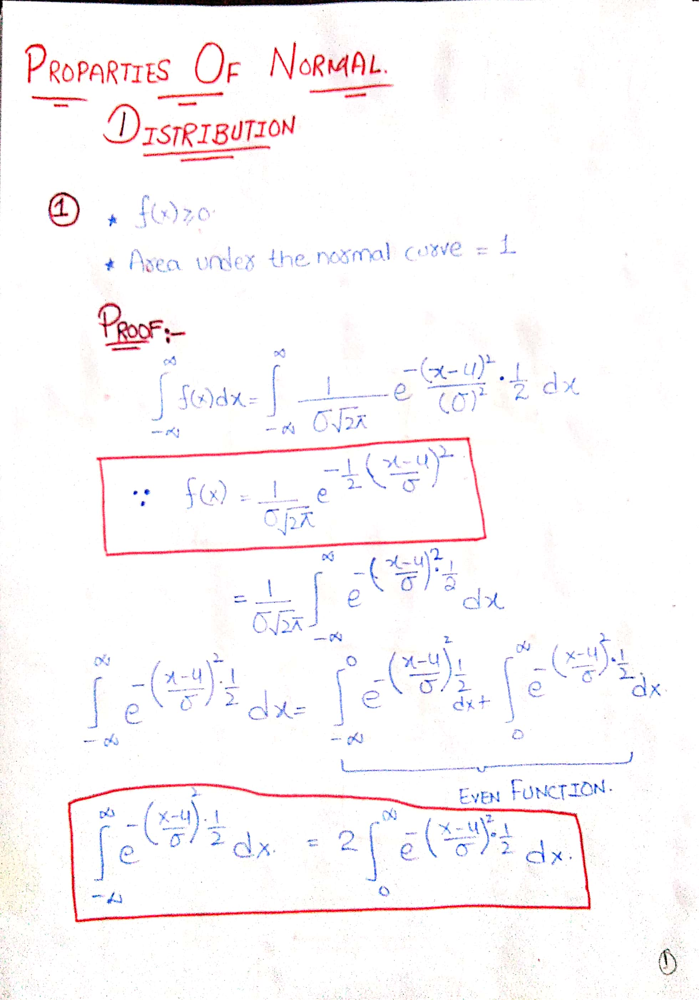 PROPARTIES OF NORMAL.
DISTRIBUTION
① * f(x)⩾0.
* Area under the normal curve = 1
PROOF:-
∫_{-∞}^{∞} f(x)dx = ∫_{-∞}^{∞} 1/(σ√2π) e^{-(x-μ)²/(σ)² · 1/2} dx
∵ f(x) = 1/(σ√2π) e^{-1/2 ((x-μ)/σ)²}
= 1/(σ√2π) ∫_{-∞}^{∞} e^{-((x-μ)/σ)² · 1/2} dx
∫_{-∞}^{∞} e^{-((x-μ)/σ)² · 1/2} dx = ∫_{-∞}^{0} e^{-((x-μ)/σ)² 1/2} dx + ∫_{0}^{∞} e^{-((x-μ)/σ)² · 1/2} dx.
EVEN FUNCTION.
∫_{-∞}^{∞} e^{-((x-μ)/σ)² · 1/2} dx. = 2 ∫_{0}^{∞} e^{-((x-μ)/σ)² · 1/2} dx.
①